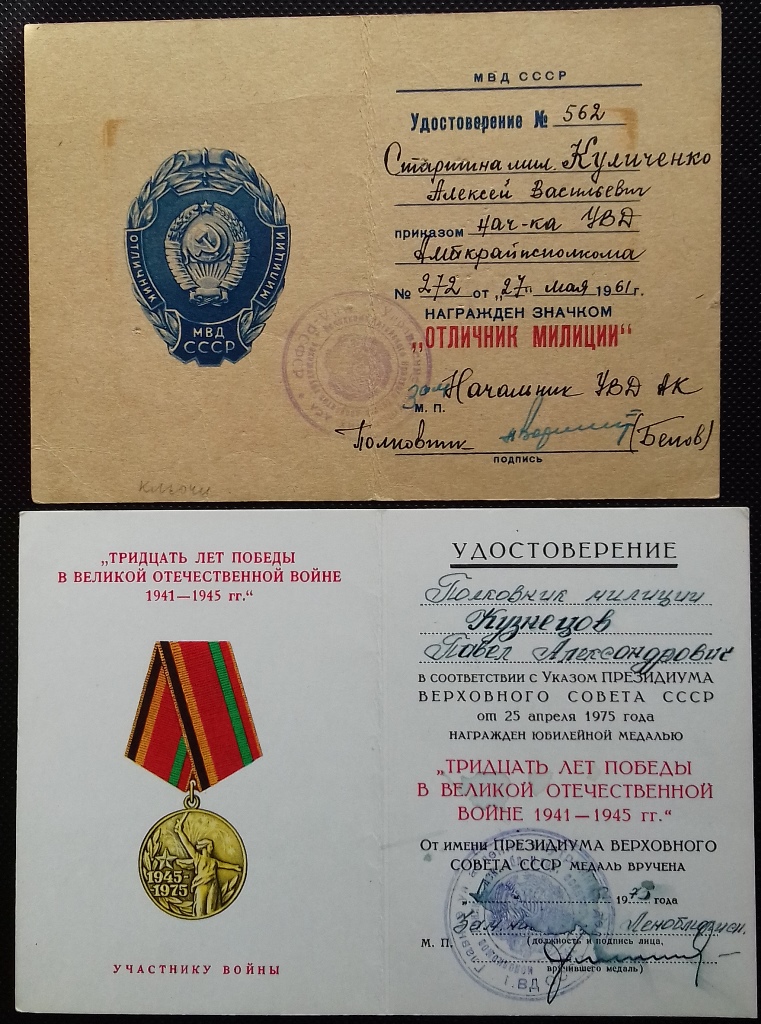 МВД СССР
Удостоверение № 562
Старшина мил. Куличенко
Алексей Васильевич
приказом Нач-ка УВД
Алткрайисполкома
№ 272 от „27" мая 1961 г.
НАГРАЖДЕН ЗНАЧКОМ
„ОТЛИЧНИК МИЛИЦИИ"
зам Начальник УВД АК
М. П.
Полковник (Белов)
подпись
ОТЛИЧНИК МИЛИЦИИ
МВД
СССР
ключи
„ТРИДЦАТЬ ЛЕТ ПОБЕДЫ
В ВЕЛИКОЙ ОТЕЧЕСТВЕННОЙ ВОЙНЕ
1941—1945 гг."
1945-
1975
УЧАСТНИКУ ВОЙНЫ
УДОСТОВЕРЕНИЕ
Полковник милиции
Кузнецов
Павел Александрович
в соответствии с Указом ПРЕЗИДИУМА
ВЕРХОВНОГО СОВЕТА СССР
от 25 апреля 1975 года
НАГРАЖДЕН ЮБИЛЕЙНОЙ МЕДАЛЬЮ
„ТРИДЦАТЬ ЛЕТ ПОБЕДЫ
В ВЕЛИКОЙ ОТЕЧЕСТВЕННОЙ
ВОЙНЕ 1941—1945 гг."
От имени ПРЕЗИДИУМА ВЕРХОВНОГО
СОВЕТА СССР МЕДАЛЬ ВРУЧЕНА
1975 года
Зам.
М. П. (должность и подпись лица,
вручившего медаль)